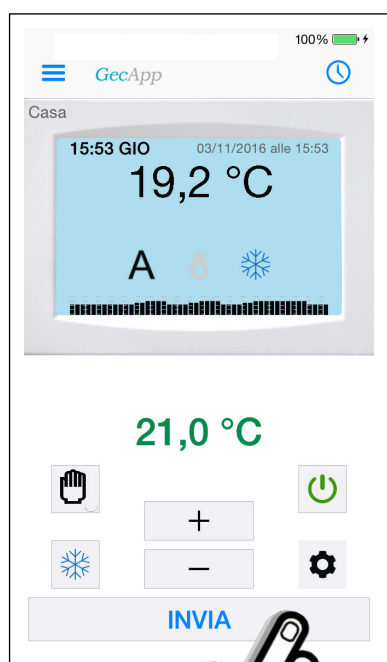 100%
GecApp
Casa
15:53 GIO 03/11/2016 alle 15:53
19,2 °C
A
21,0 °C
+
−
INVIA